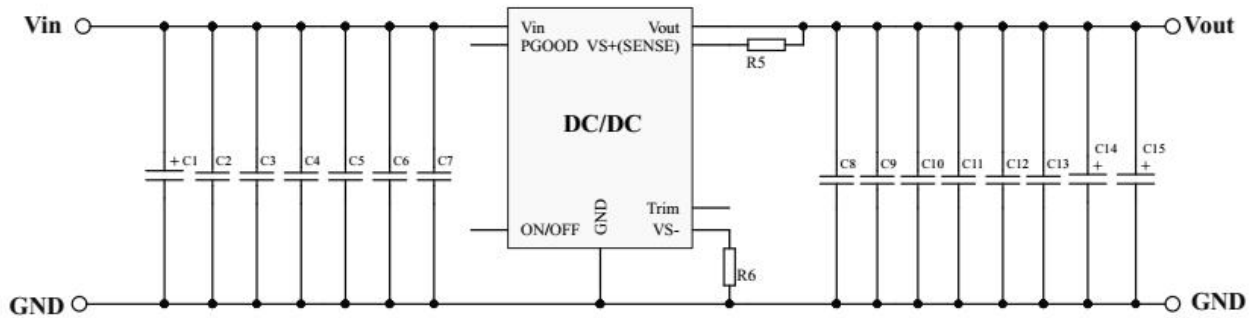 Vin
Vin
Vout
Vout
PGOOD
VS+(SENSE)
R5
DC/DC
+ C1
C2
C3
C4
C5
C6
C7
C8
C9
C10
C11
C12
C13
C14
+
C15
+
Trim
GND
ON/OFF
VS-
R6
GND
GND